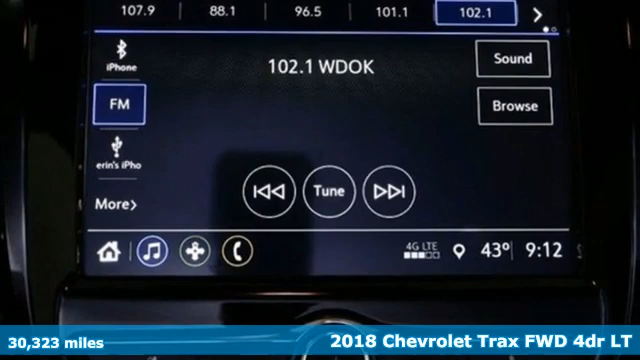 107.9 88.1 96.5 101.1 102.1
iPhone
102.1 WDOK
Sound
FM
Browse
erin's iPho
Tune
More
4G LTE 43° 9:12
30,323 miles
2018 Chevrolet Trax FWD 4dr LT